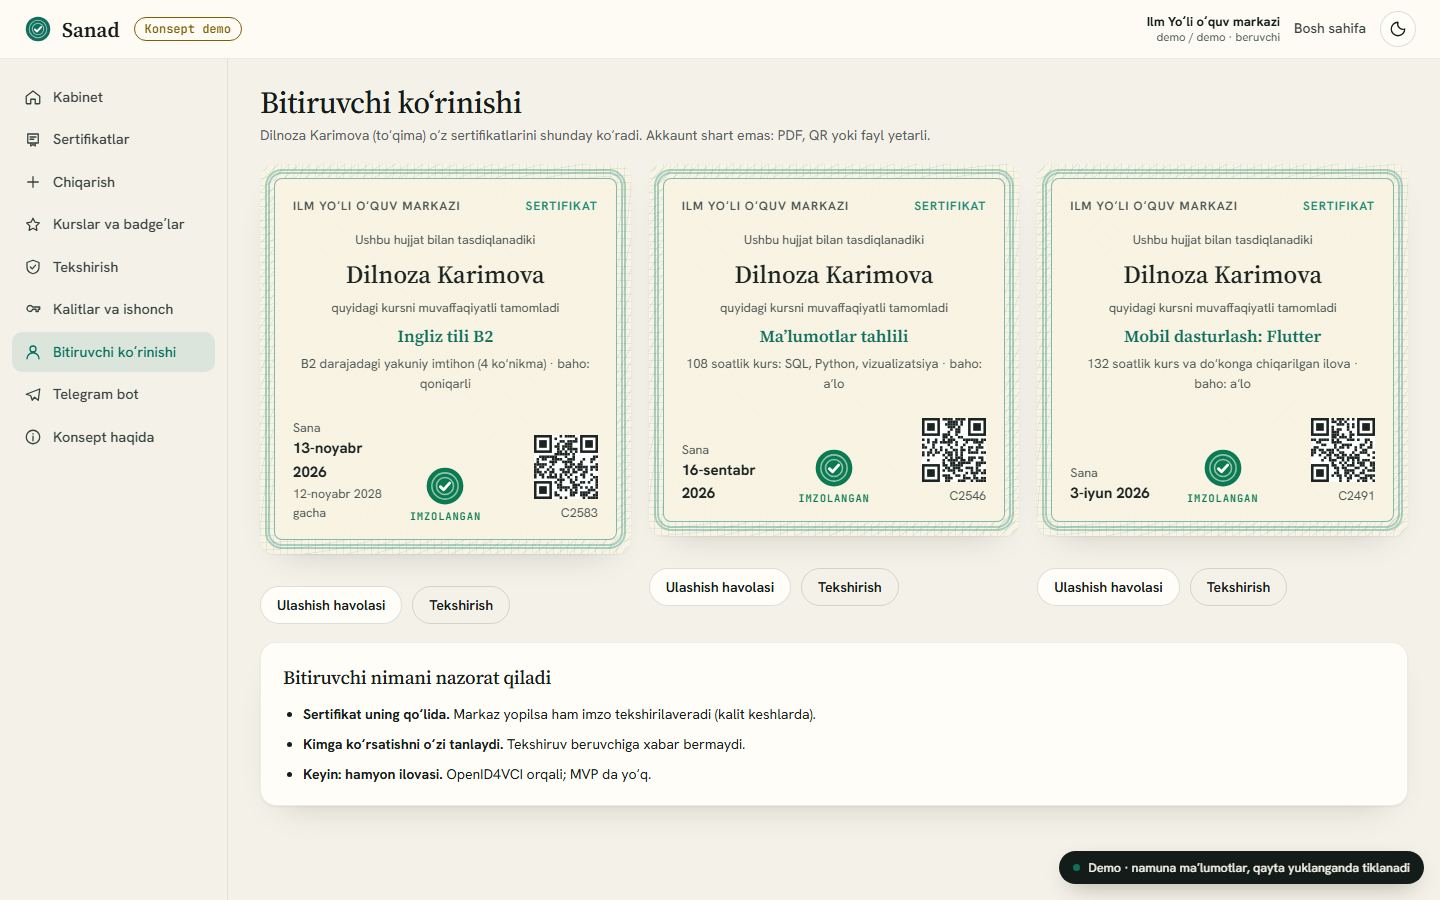 Sanad
Konsept demo
Ilm Yo‘li o‘quv markazi
demo / demo · beruvchi
Bosh sahifa
Kabinet
Sertifikatlar
Chiqarish
Kurslar va badge’lar
Tekshirish
Kalitlar va ishonch
Bitiruvchi ko‘rinishi
Telegram bot
Konsept haqida
Bitiruvchi ko‘rinishi
Dilnoza Karimova (to‘qima) o‘z sertifikatlarini shunday ko‘radi. Akkaunt shart emas: PDF, QR yoki fayl yetarli.
ILM YO‘LI O‘QUV MARKAZI
SERTIFIKAT
Ushbu hujjat bilan tasdiqlanadiki
Dilnoza Karimova
quyidagi kursni muvaffaqiyatli tamomladi
Ingliz tili B2
B2 darajadagi yakuniy imtihon (4 ko‘nikma) · baho:
qoniqarli
Sana
13-noyabr
2026
12-noyabr 2028
gacha
IMZOLANGAN
C2583
Ulashish havolasi
Tekshirish
ILM YO‘LI O‘QUV MARKAZI
SERTIFIKAT
Ushbu hujjat bilan tasdiqlanadiki
Dilnoza Karimova
quyidagi kursni muvaffaqiyatli tamomladi
Ma’lumotlar tahlili
108 soatlik kurs: SQL, Python, vizualizatsiya · baho:
a’lo
Sana
16-sentabr
2026
IMZOLANGAN
C2546
Ulashish havolasi
Tekshirish
ILM YO‘LI O‘QUV MARKAZI
SERTIFIKAT
Ushbu hujjat bilan tasdiqlanadiki
Dilnoza Karimova
quyidagi kursni muvaffaqiyatli tamomladi
Mobil dasturlash: Flutter
132 soatlik kurs va do‘konga chiqarilgan ilova ·
baho: a’lo
Sana
3-iyun 2026
IMZOLANGAN
C2491
Ulashish havolasi
Tekshirish
Bitiruvchi nimani nazorat qiladi
Sertifikat uning qo‘lida. Markaz yopilsa ham imzo tekshirilaveradi (kalit keshlarda).
Kimga ko‘rsatishni o‘zi tanlaydi. Tekshiruv beruvchiga xabar bermaydi.
Keyin: hamyon ilovasi. OpenID4VCI orqali; MVP da yo‘q.
Demo · namuna ma’lumotlar, qayta yuklanganda tiklanadi